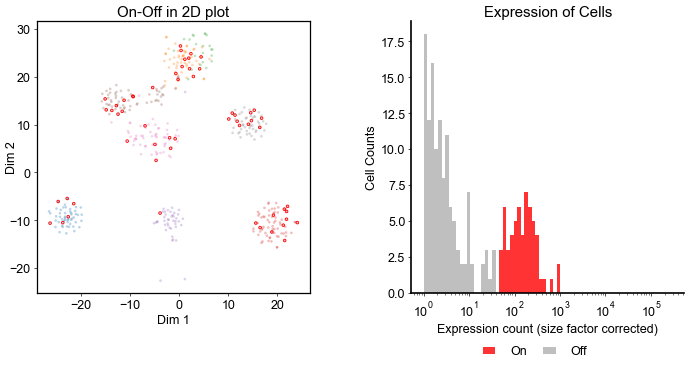 On-Off in 2D plot
30
20
10
0
−10
−20
Dim 2
−20 −10 0 10 20
Dim 1
Expression of Cells
17.5
15.0
12.5
10.0
7.5
5.0
2.5
0.0
Cell Counts
10⁰ 10¹ 10² 10³ 10⁴ 10⁵
Expression count (size factor corrected)
On Off